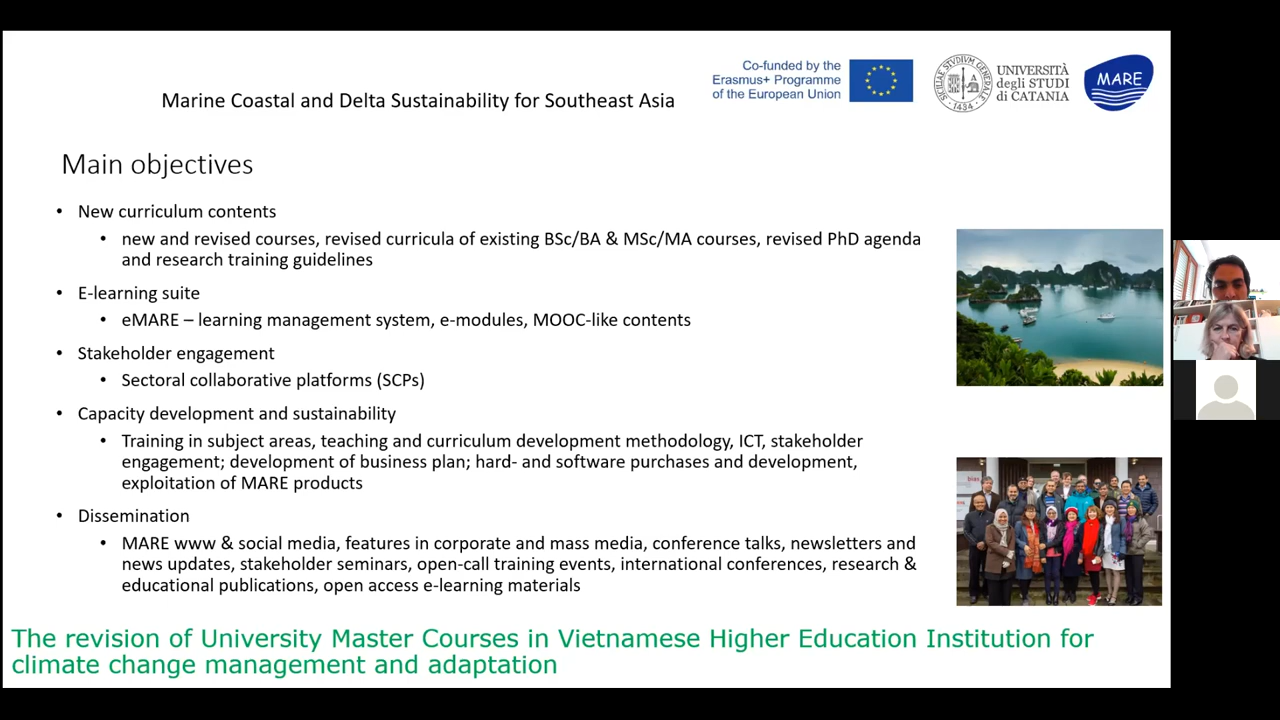 Co-funded by the
Erasmus+ Programme
of the European Union
UNIVERSITÀ
degli STUDI
di CATANIA
MARE
Marine Coastal and Delta Sustainability for Southeast Asia
Main objectives
• New curriculum contents
• new and revised courses, revised curricula of existing BSc/BA & MSc/MA courses, revised PhD agenda
and research training guidelines
• E-learning suite
• eMARE – learning management system, e-modules, MOOC-like contents
• Stakeholder engagement
• Sectoral collaborative platforms (SCPs)
• Capacity development and sustainability
• Training in subject areas, teaching and curriculum development methodology, ICT, stakeholder
engagement; development of business plan; hard- and software purchases and development,
exploitation of MARE products
• Dissemination
• MARE www & social media, features in corporate and mass media, conference talks, newsletters and
news updates, stakeholder seminars, open-call training events, international conferences, research &
educational publications, open access e-learning materials
The revision of University Master Courses in Vietnamese Higher Education Institution for
climate change management and adaptation